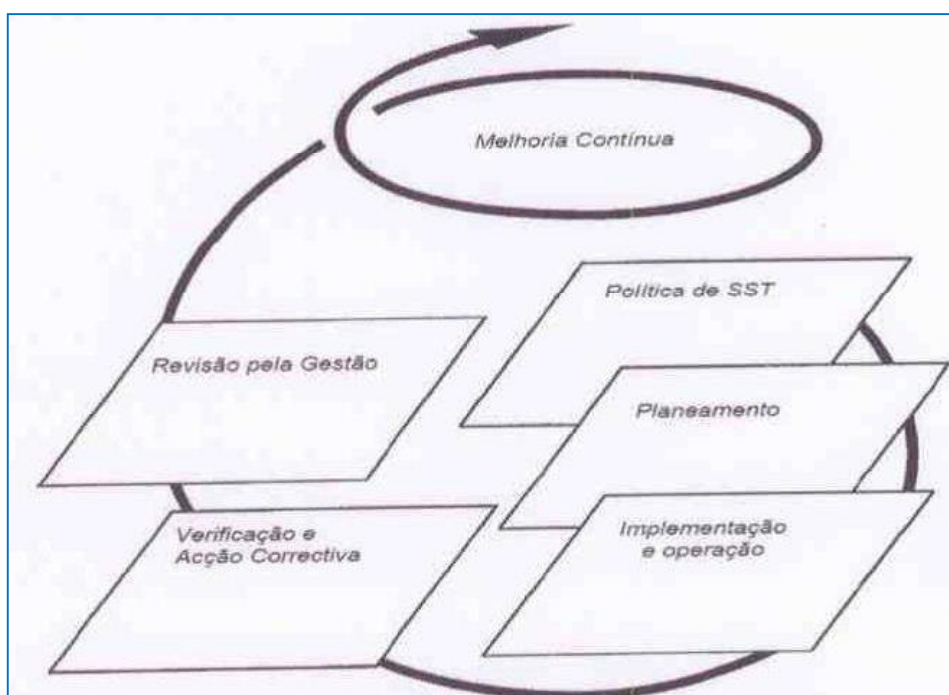 Melhoria Contínua
Política de SST
Planeamento
Implementação
e operação
Verificação e
Acção Correctiva
Revisão pela Gestão